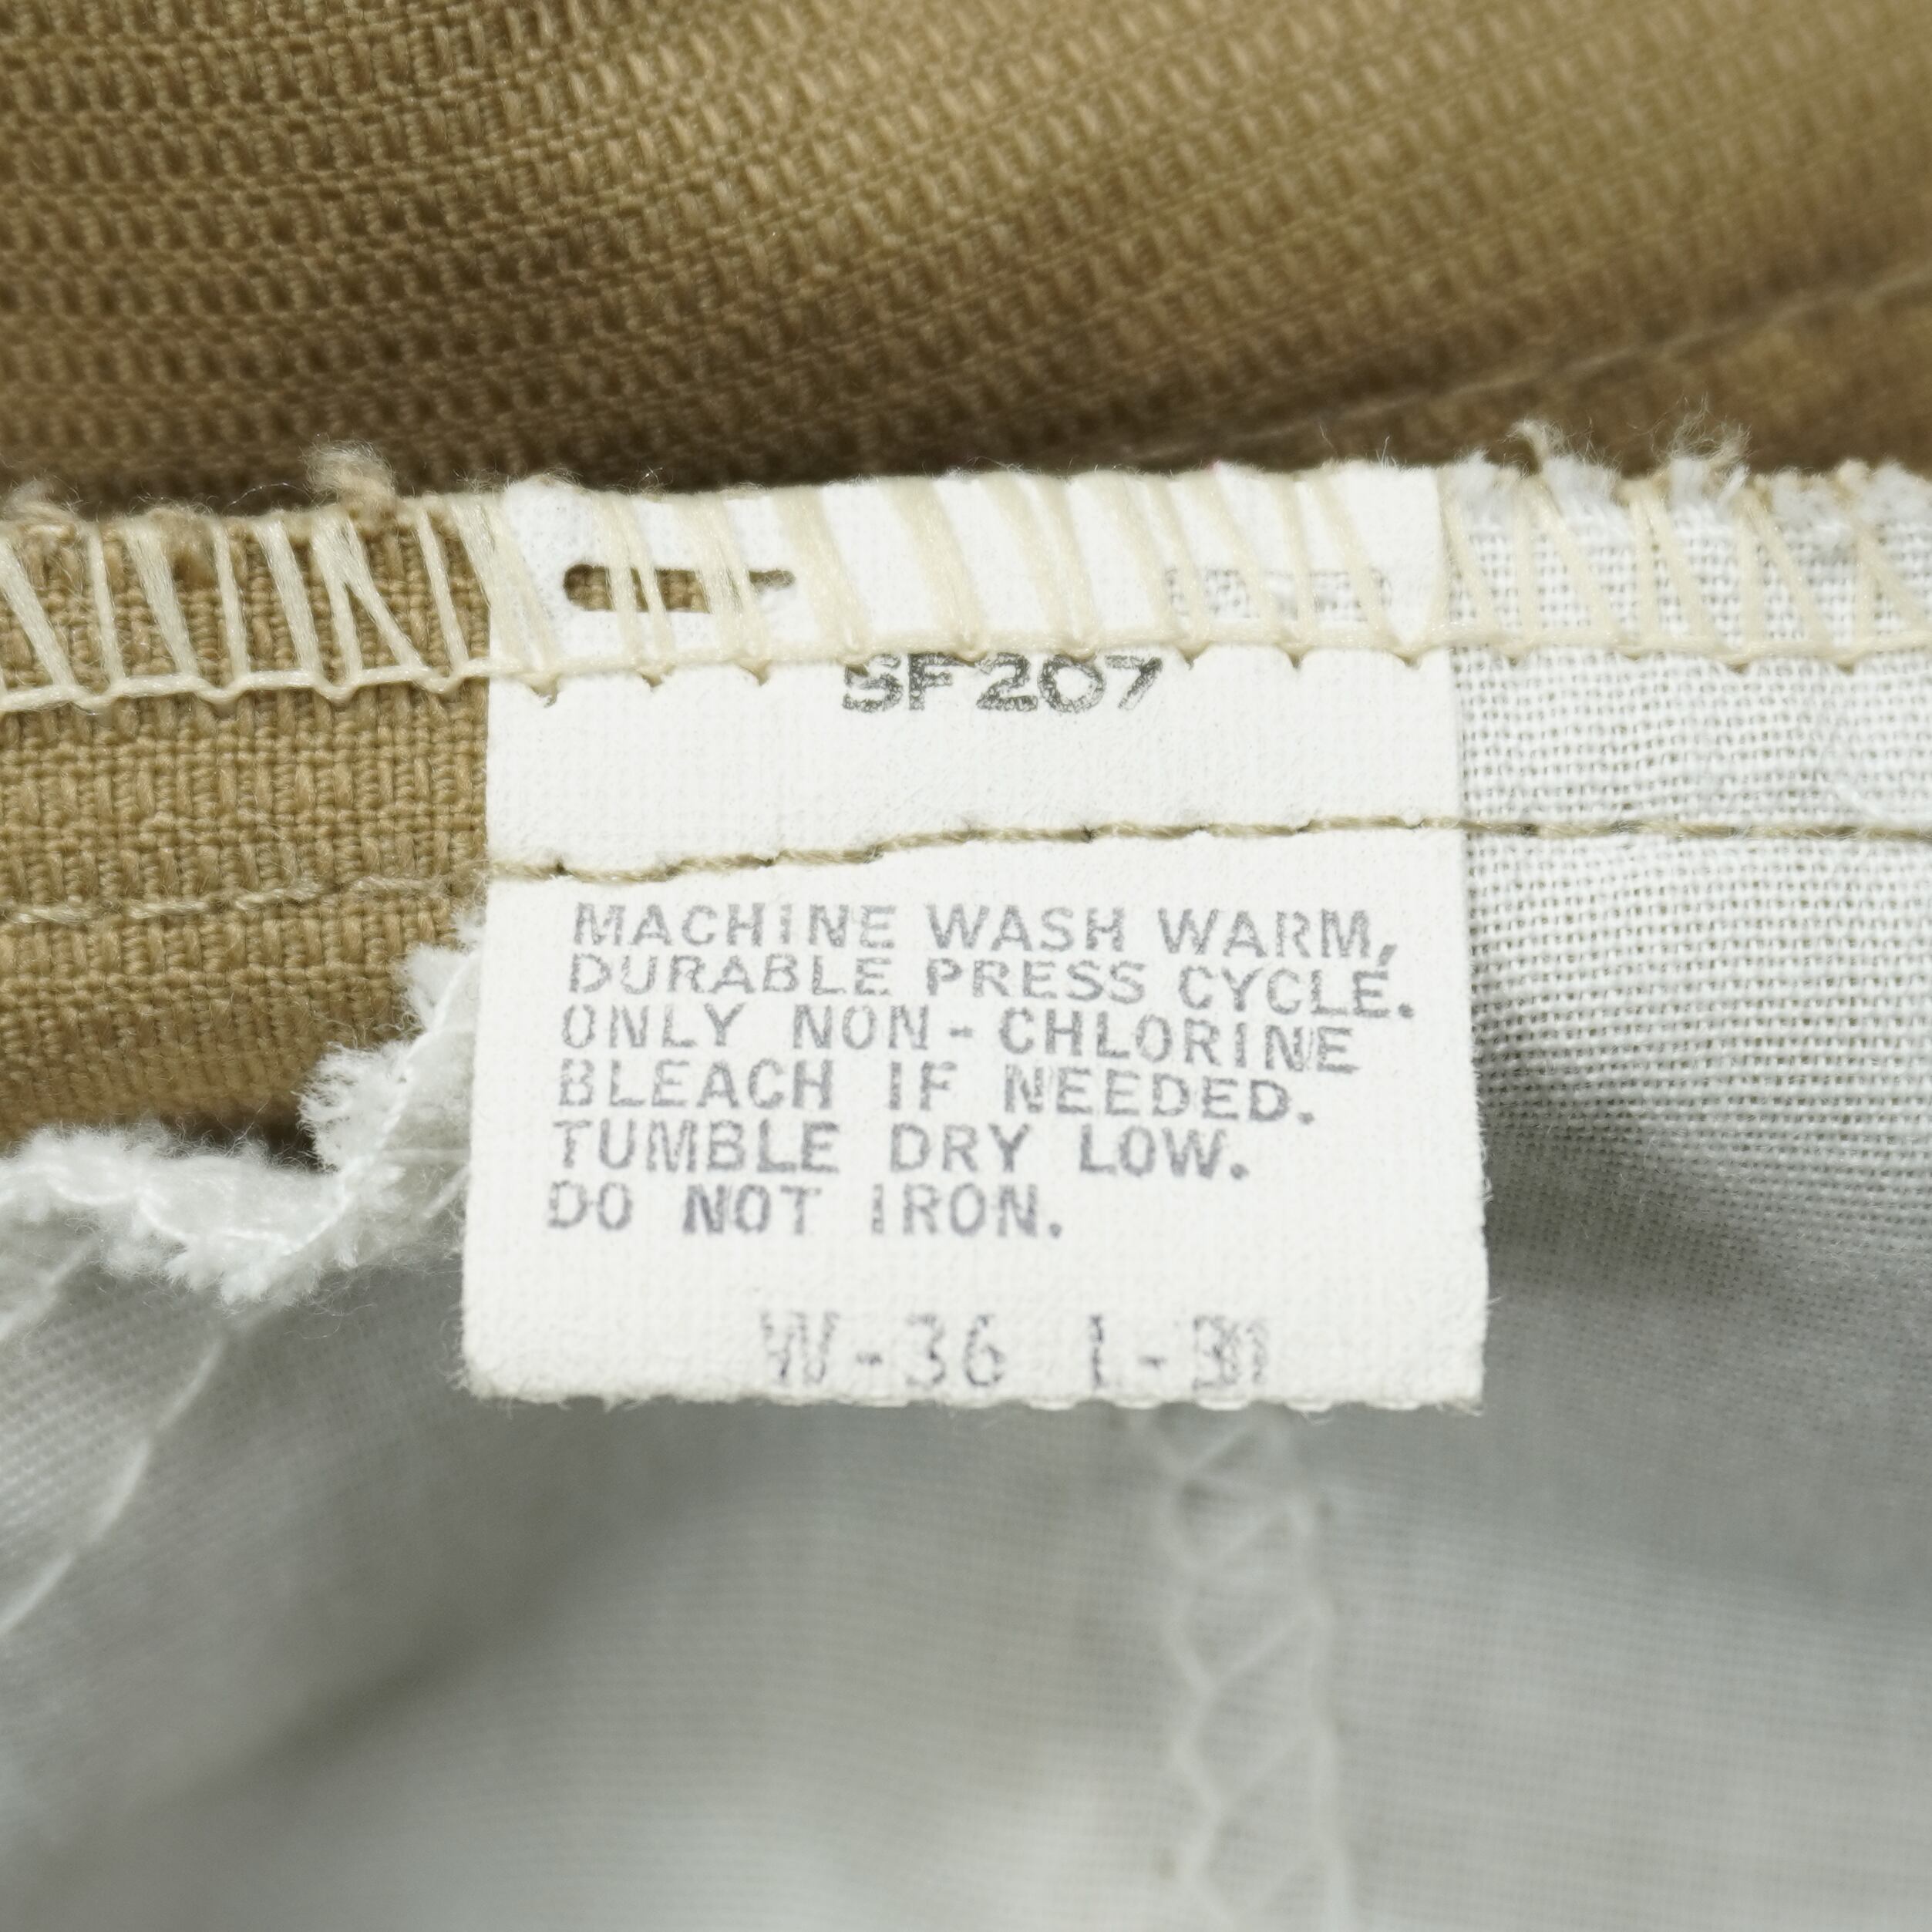 SF207
MACHINE WASH WARM,
DURABLE PRESS CYCLE.
ONLY NON-CHLORINE
BLEACH IF NEEDED.
TUMBLE DRY LOW.
DO NOT IRON.
W-36